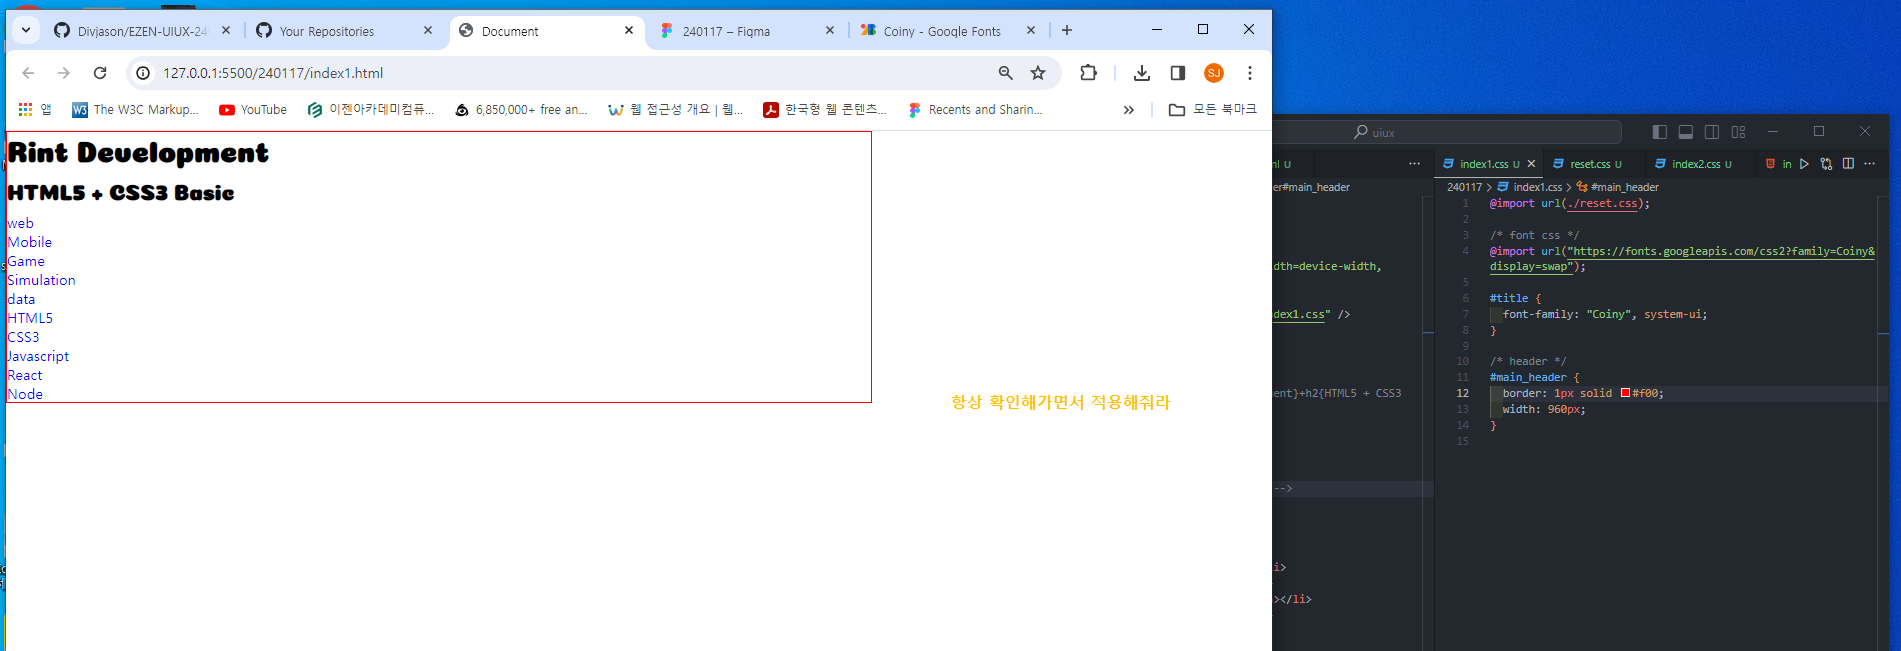 Divjason/EZEN-UIUX-24
Your Repositories
Document
240117 – Figma
Coiny - Google Fonts
127.0.0.1:5500/240117/index1.html
SJ
앱
The W3C Markup...
YouTube
이젠아카데미컴퓨...
6,850,000+ free an...
웹 접근성 개요 | 웹...
한국형 웹 콘텐츠...
Recents and Sharin...
모든 북마크
Rint Development
HTML5 + CSS3 Basic
web
Mobile
Game
Simulation
data
HTML5
CSS3
Javascript
React
Node
항상 확인해가면서 적용해줘라
uiux
nl U
index1.css U
reset.css U
index2.css U
in
er#main_header
240117 > index1.css > #main_header
idth=device-width,
dex1.css" />
ent}+h2{HTML5 + CSS3
-->
i>
></li>
1 @import url(./reset.css);
2
3 /* font css */
4 @import url("https://fonts.googleapis.com/css2?family=Coiny&
display=swap");
5
6 #title {
7 font-family: "Coiny", system-ui;
8 }
9
10 /* header */
11 #main_header {
12 border: 1px solid #f00;
13 width: 960px;
14 }
15